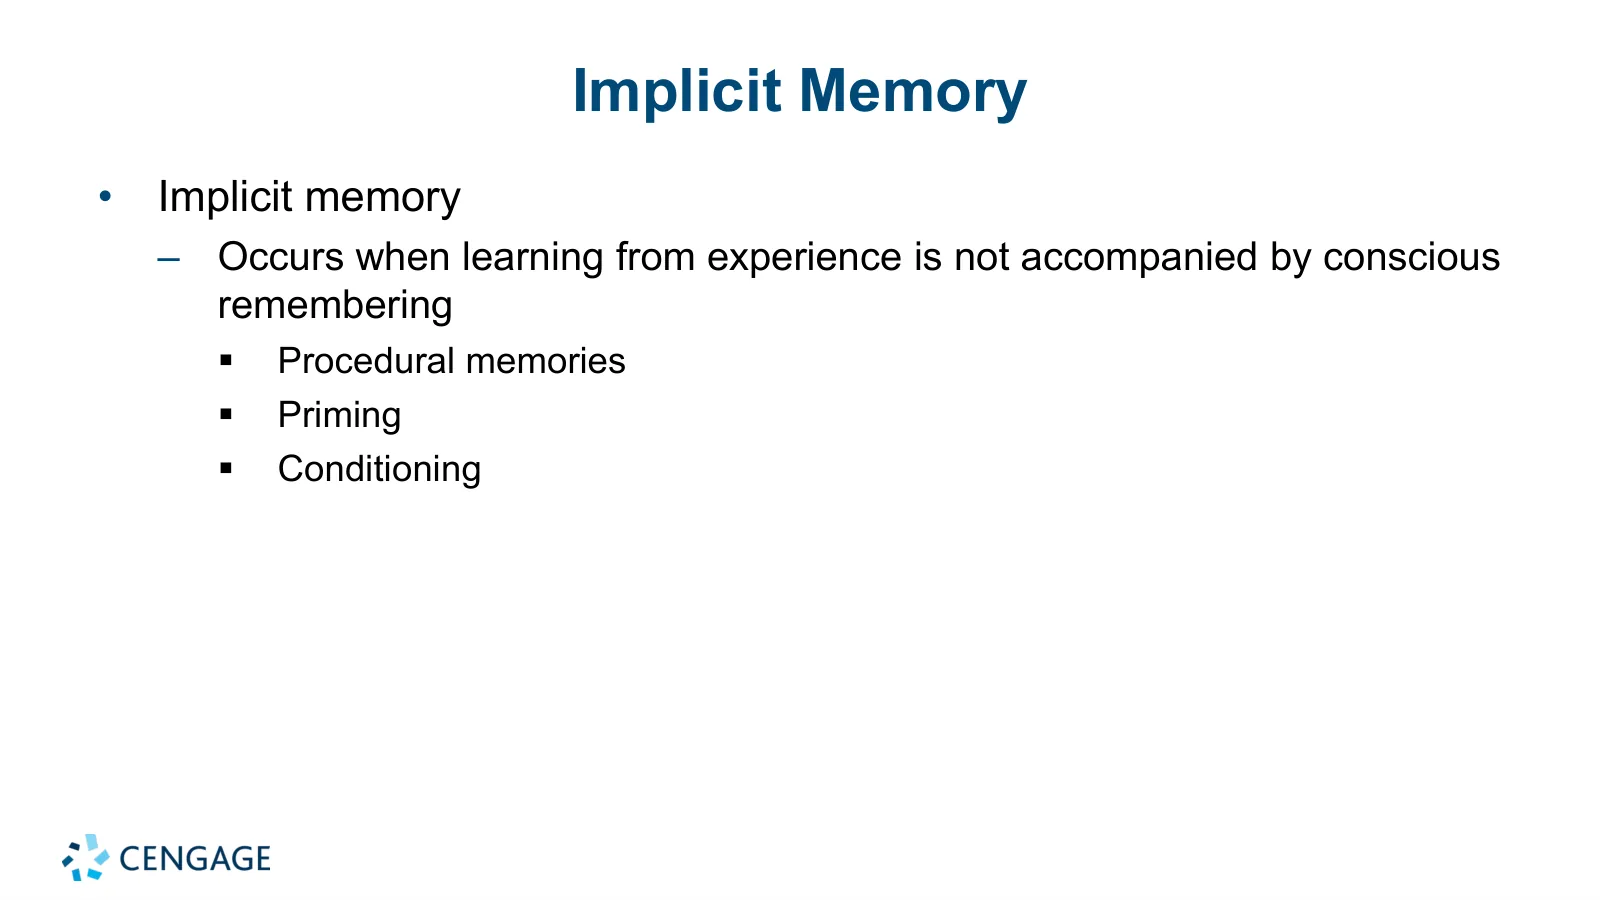 Implicit Memory
• Implicit memory
– Occurs when learning from experience is not accompanied by conscious
remembering
▪ Procedural memories
▪ Priming
▪ Conditioning
CENGAGE